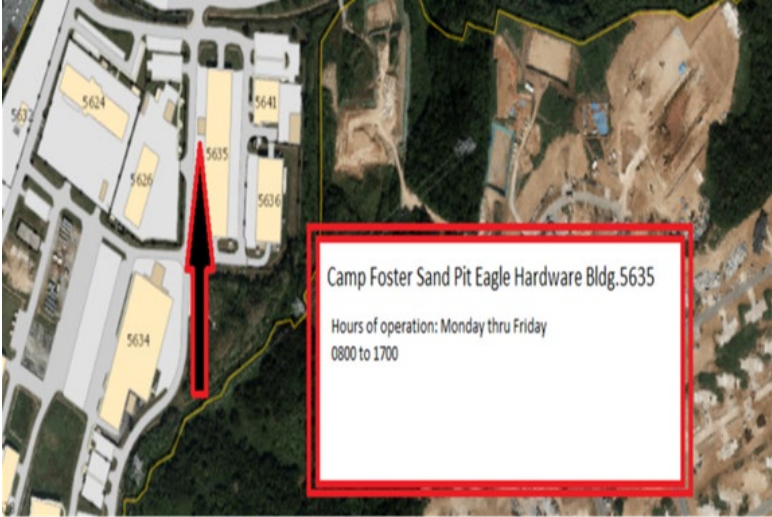 5624
5641
5632
5635
5626
5636
5634
Camp Foster Sand Pit Eagle Hardware Bldg.5635
Hours of operation: Monday thru Friday
0800 to 1700